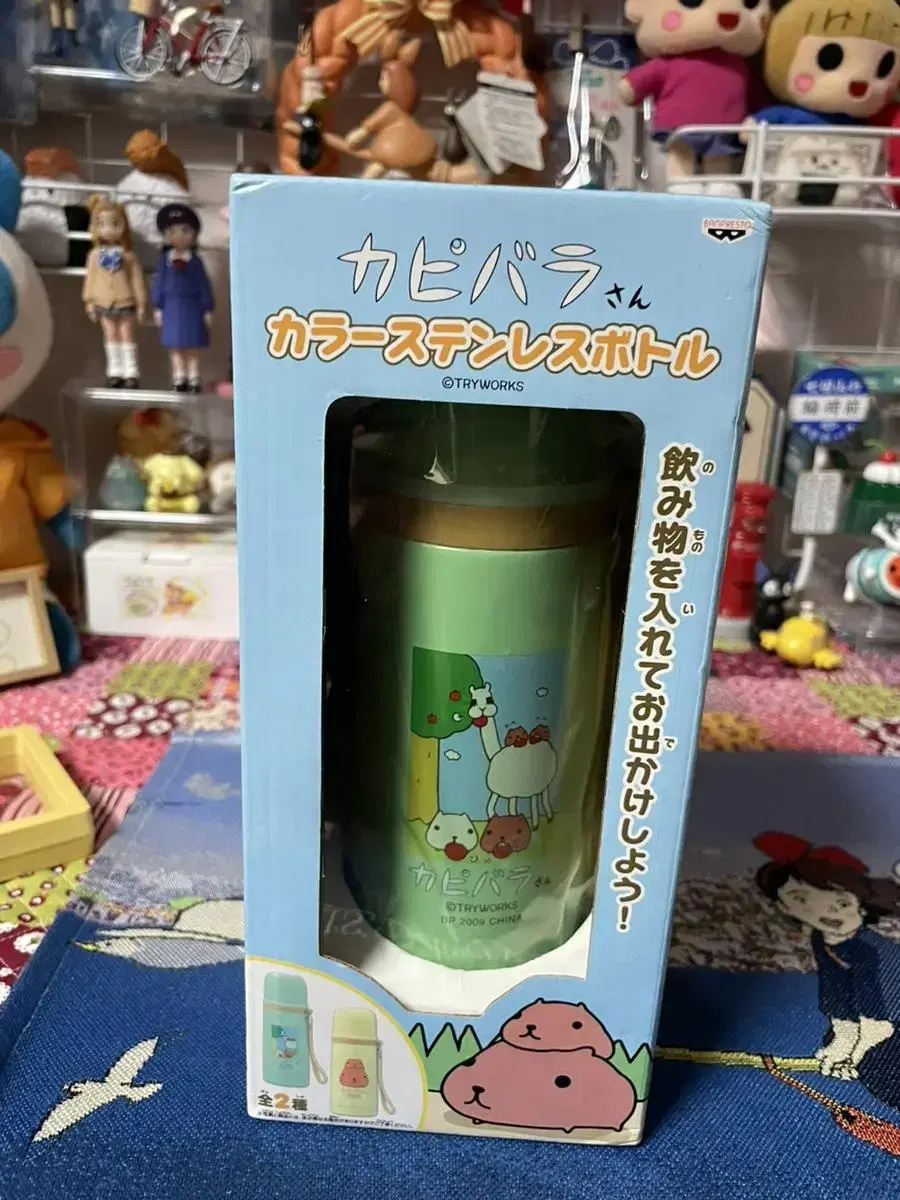 BANPRESTO
カピバラさん
カラーステンレスボトル
©TRYWORKS
飲み物を入れてお出かけしよう!
カピバラさん
©TRYWORKS
BP.2009 CHINA
全2種